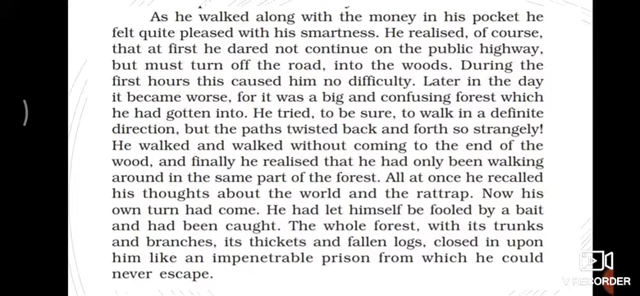 As he walked along with the money in his pocket he
felt quite pleased with his smartness. He realised, of course,
that at first he dared not continue on the public highway,
but must turn off the road, into the woods. During the
first hours this caused him no difficulty. Later in the day
it became worse, for it was a big and confusing forest which
he had gotten into. He tried, to be sure, to walk in a definite
direction, but the paths twisted back and forth so strangely!
He walked and walked without coming to the end of the
wood, and finally he realised that he had only been walking
around in the same part of the forest. All at once he recalled
his thoughts about the world and the rattrap. Now his
own turn had come. He had let himself be fooled by a bait
and had been caught. The whole forest, with its trunks
and branches, its thickets and fallen logs, closed in upon
him like an impenetrable prison from which he could
never escape.
V RECORDER